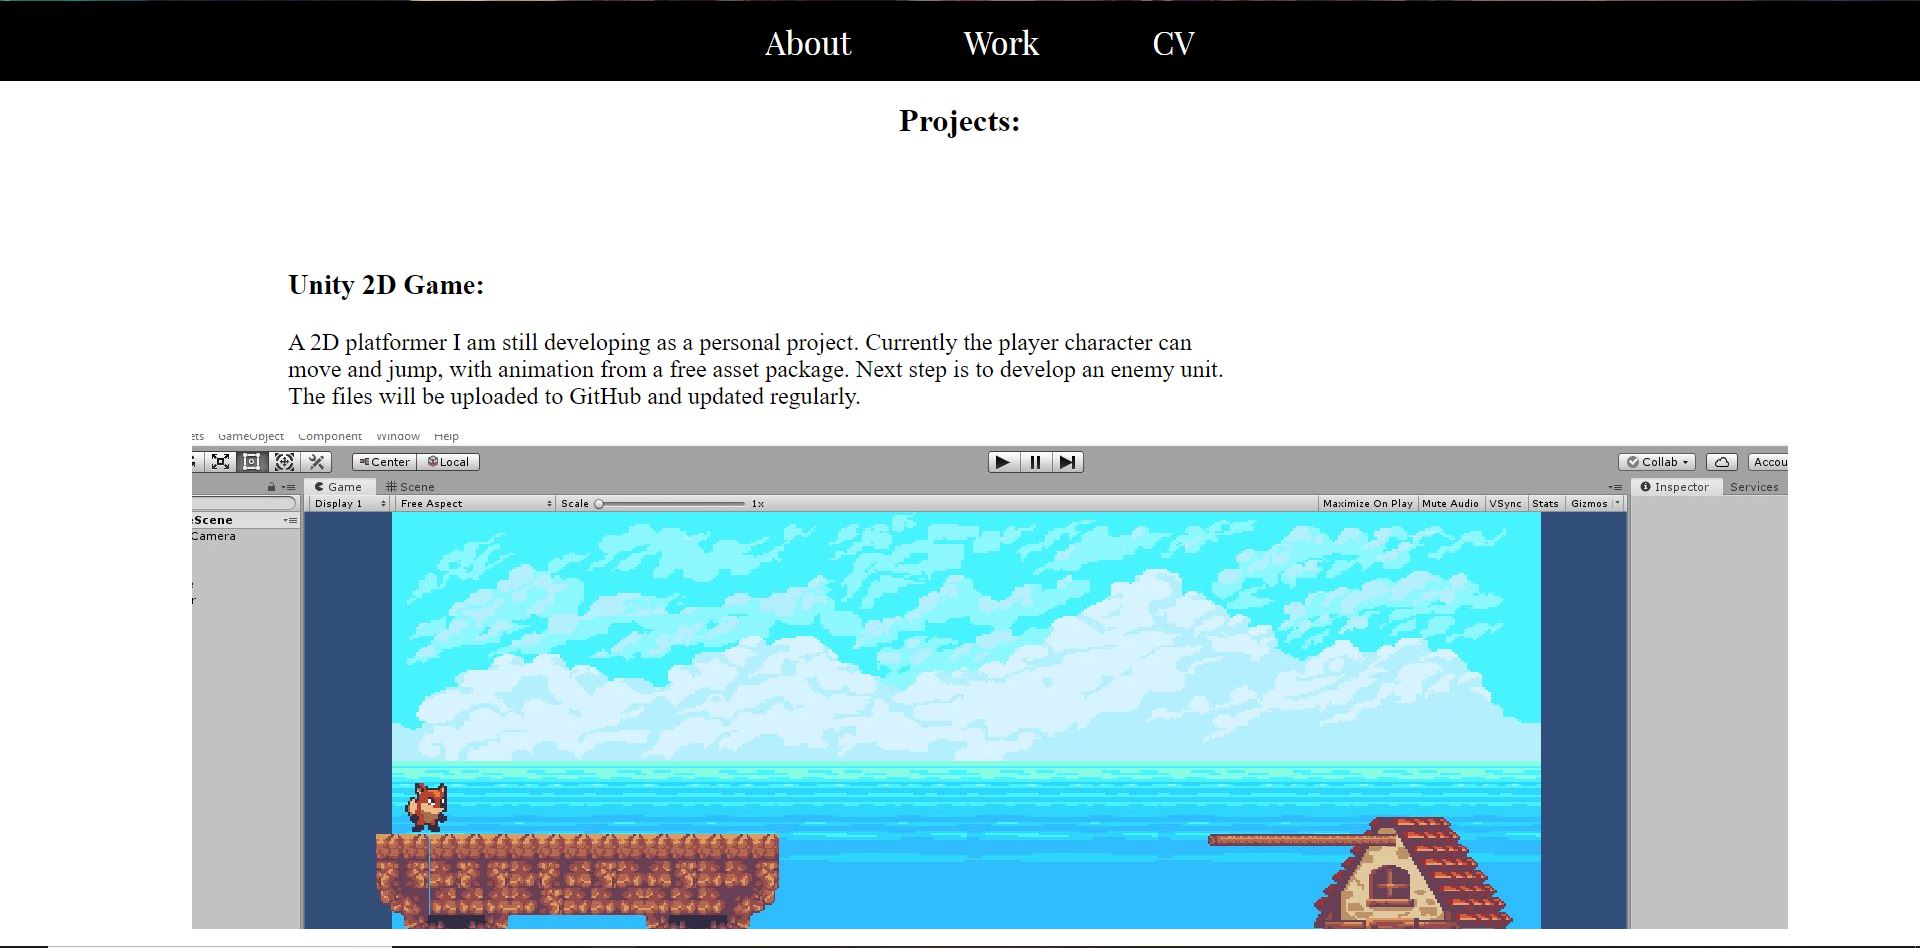 About Work CV
Projects:
Unity 2D Game:
A 2D platformer I am still developing as a personal project. Currently the player character can
move and jump, with animation from a free asset package. Next step is to develop an enemy unit.
The files will be uploaded to GitHub and updated regularly.
ets GameObject Component Window Help
Center Local Collab Accou
Game Scene Inspector Services
Display 1 Free Aspect Scale 1x Maximize On Play Mute Audio VSync Stats Gizmos
Scene
Camera
r